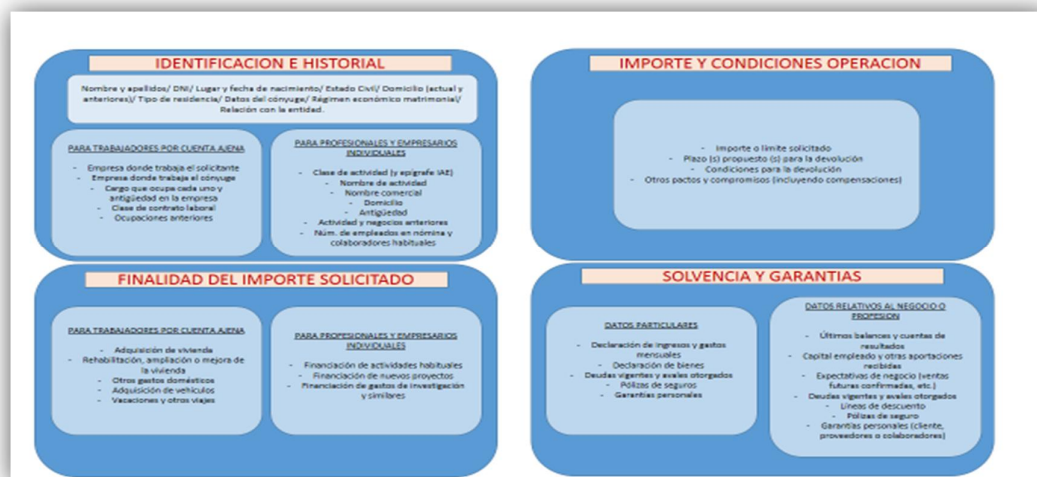 IDENTIFICACION E HISTORIAL
Nombre y apellidos/ DNI/ Lugar y fecha de nacimiento/ Estado Civil/ Domicilio (actual y
anteriores)/ Tipo de residencia/ Datos del cónyuge/ Régimen económico matrimonial/
Relación con la entidad.
PARA TRABAJADORES POR CUENTA AJENA
- Empresa donde trabaja el solicitante
- Empresa donde trabaja el cónyuge
- Cargo que ocupa cada uno y
antigüedad en la empresa
- Clase de contrato laboral
- Ocupaciones anteriores
PARA PROFESIONALES Y EMPRESARIOS
INDIVIDUALES
- Clase de actividad (y epígrafe IAE)
- Nombre de actividad
- Nombre comercial
- Domicilio
- Antigüedad
- Actividad y negocios anteriores
- Núm. de empleados en nómina y
colaboradores habituales
IMPORTE Y CONDICIONES OPERACION
- Importe o límite solicitado
- Plazo (s) propuesto (s) para la devolución
- Condiciones para la devolución
- Otros pactos y compromisos (incluyendo compensaciones)
FINALIDAD DEL IMPORTE SOLICITADO
PARA TRABAJADORES POR CUENTA AJENA
- Adquisición de vivienda
- Rehabilitación, ampliación o mejora de
la vivienda
- Otros gastos domésticos
- Adquisición de vehículos
- Vacaciones y otros viajes
PARA PROFESIONALES Y EMPRESARIOS
INDIVIDUALES
- Financiación de actividades habituales
- Financiación de nuevos proyectos
- Financiación de gastos de investigación
y similares
SOLVENCIA Y GARANTIAS
DATOS PARTICULARES
- Declaración de ingresos y gastos
mensuales
- Declaración de bienes
- Deudas vigentes y avales otorgados
- Pólizas de seguros
- Garantías personales
DATOS RELATIVOS AL NEGOCIO O
PROFESION
- Últimos balances y cuentas de
resultados
- Capital empleado y otras aportaciones
recibidas
- Expectativas de negocio (ventas
futuras confirmadas, etc.)
- Deudas vigentes y avales otorgados
- Líneas de descuento
- Pólizas de seguro
- Garantías personales (cliente,
proveedores o colaboradores)